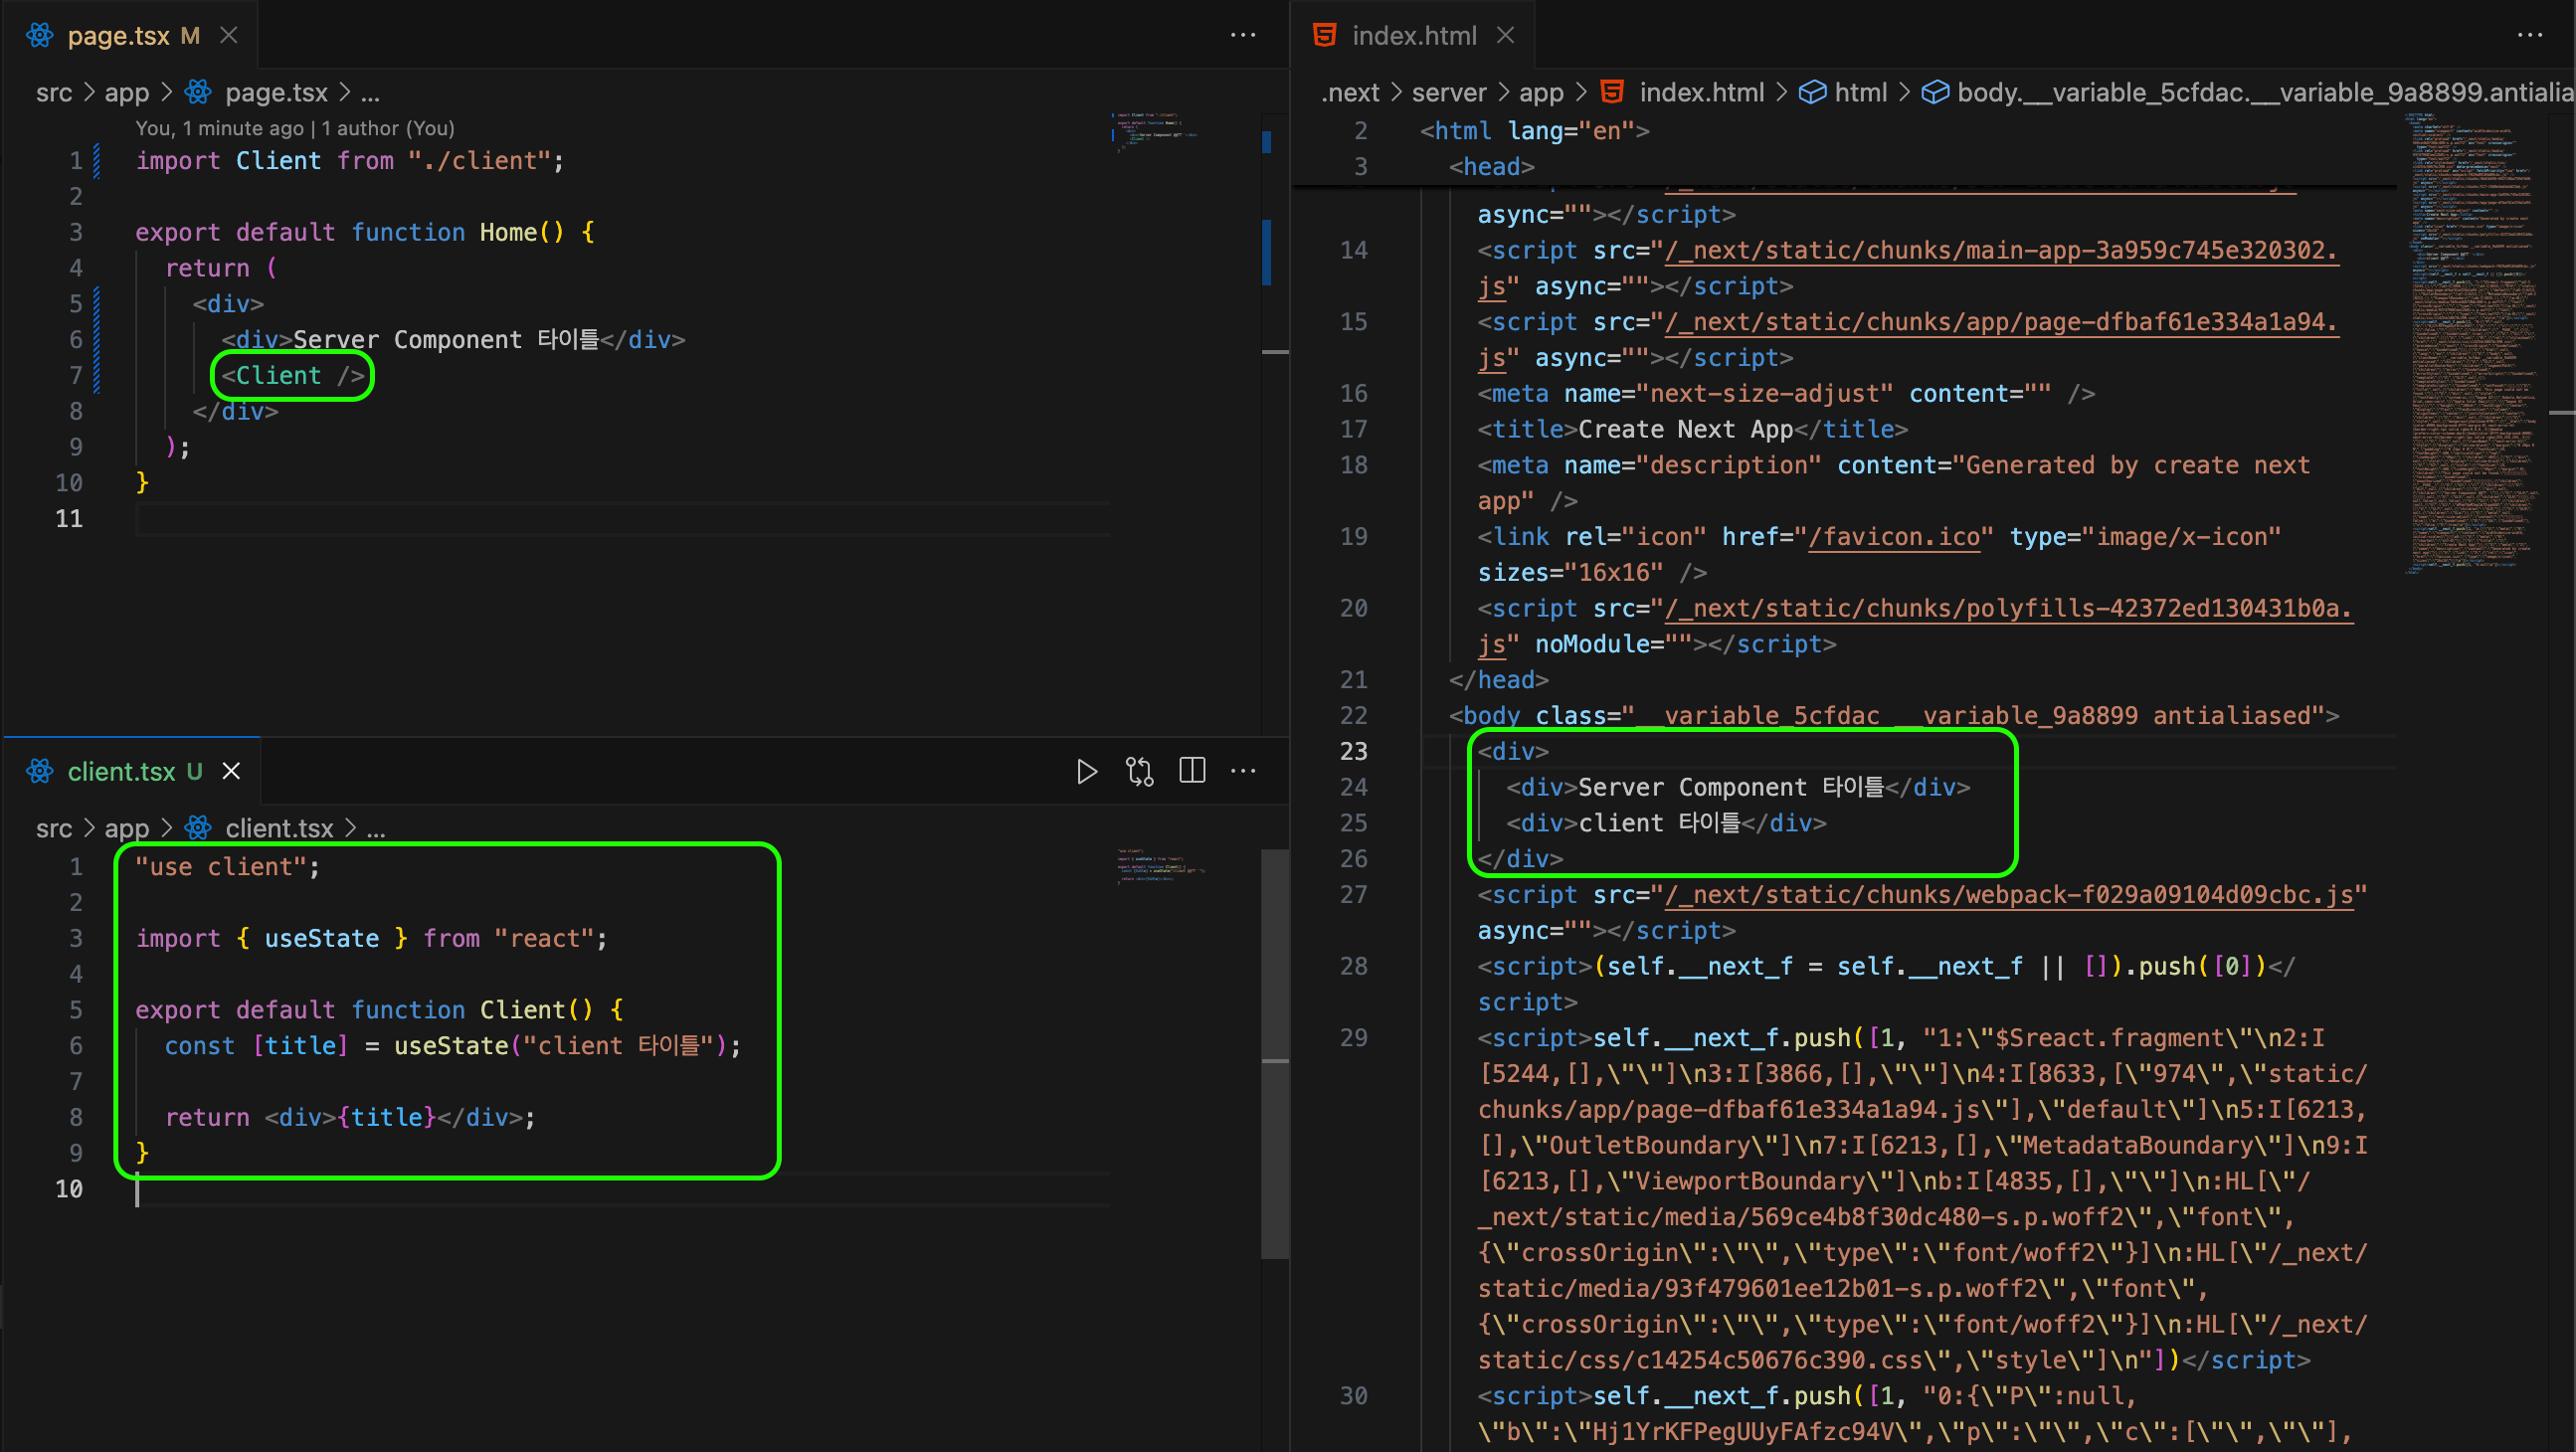 page.tsx M
src > app > page.tsx > ...
You, 1 minute ago | 1 author (You)
1 import Client from "./client";
2
3 export default function Home() {
4 return (
5 <div>
6 <div>Server Component 타이틀</div>
7 <Client />
8 </div>
9 );
10 }
11
client.tsx U
src > app > client.tsx > ...
1 "use client";
2
3 import { useState } from "react";
4
5 export default function Client() {
6 const [title] = useState("client 타이틀");
7
8 return <div>{title}</div>;
9 }
10
index.html
.next > server > app > index.html > html > body.__variable_5cfdac.__variable_9a8899.antialia
2 <html lang="en">
3 <head>
async=""></script>
14 <script src="/_next/static/chunks/main-app-3a959c745e320302.
js" async=""></script>
15 <script src="/_next/static/chunks/app/page-dfbaf61e334a1a94.
js" async=""></script>
16 <meta name="next-size-adjust" content="" />
17 <title>Create Next App</title>
18 <meta name="description" content="Generated by create next
app" />
19 <link rel="icon" href="/favicon.ico" type="image/x-icon"
sizes="16x16" />
20 <script src="/_next/static/chunks/polyfills-42372ed130431b0a.
js" noModule=""></script>
21 </head>
22 <body class="__variable_5cfdac __variable_9a8899 antialiased">
23 <div>
24 <div>Server Component 타이틀</div>
25 <div>client 타이틀</div>
26 </div>
27 <script src="/_next/static/chunks/webpack-f029a09104d09cbc.js"
async=""></script>
28 <script>(self.__next_f = self.__next_f || []).push([0])</
script>
29 <script>self.__next_f.push([1, "1:\"$Sreact.fragment\"\n2:I
[5244,[],\"\"]\n3:I[3866,[],\"\"]\n4:I[8633,[\"974\",\"static/
chunks/app/page-dfbaf61e334a1a94.js\"],\"default\"]\n5:I[6213,
[],\"OutletBoundary\"]\n7:I[6213,[],\"MetadataBoundary\"]\n9:I
[6213,[],\"ViewportBoundary\"]\nb:I[4835,[],\"\"]\n:HL[\"/
_next/static/media/569ce4b8f30dc480-s.p.woff2\",\"font\",
{\"crossOrigin\":\"\",\"type\":\"font/woff2\"}]\n:HL[\"/_next/
static/media/93f479601ee12b01-s.p.woff2\",\"font\",
{\"crossOrigin\":\"\",\"type\":\"font/woff2\"}]\n:HL[\"/_next/
static/css/c14254c50676c390.css\",\"style\"]\n"])</script>
30 <script>self.__next_f.push([1, "0:{\"P\":null,
\"b\":\"Hj1YrKFPegUUyFAfzc94V\",\"p\":\"\",\"c\":[\"\",\"\"],